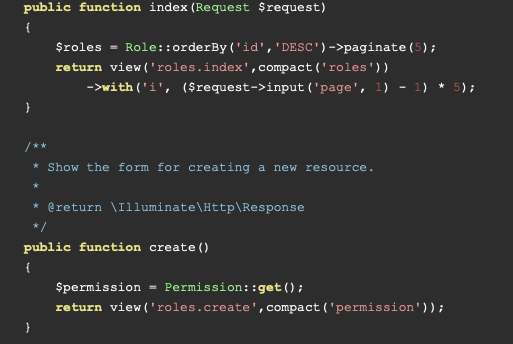 public function index(Request $request)
{
    $roles = Role::orderBy('id','DESC')->paginate(5);
    return view('roles.index',compact('roles'))
        ->with('i', ($request->input('page', 1) - 1) * 5);
}

/**
 * Show the form for creating a new resource.
 *
 * @return \Illuminate\Http\Response
 */
public function create()
{
    $permission = Permission::get();
    return view('roles.create',compact('permission'));
}